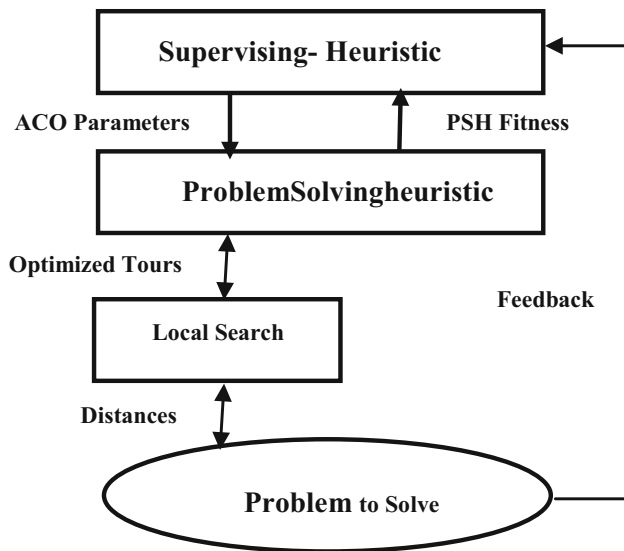 Supervising- Heuristic
ACO Parameters
PSH Fitness
ProblemSolvingheuristic
Optimized Tours
Feedback
Local Search
Distances
Problem to Solve